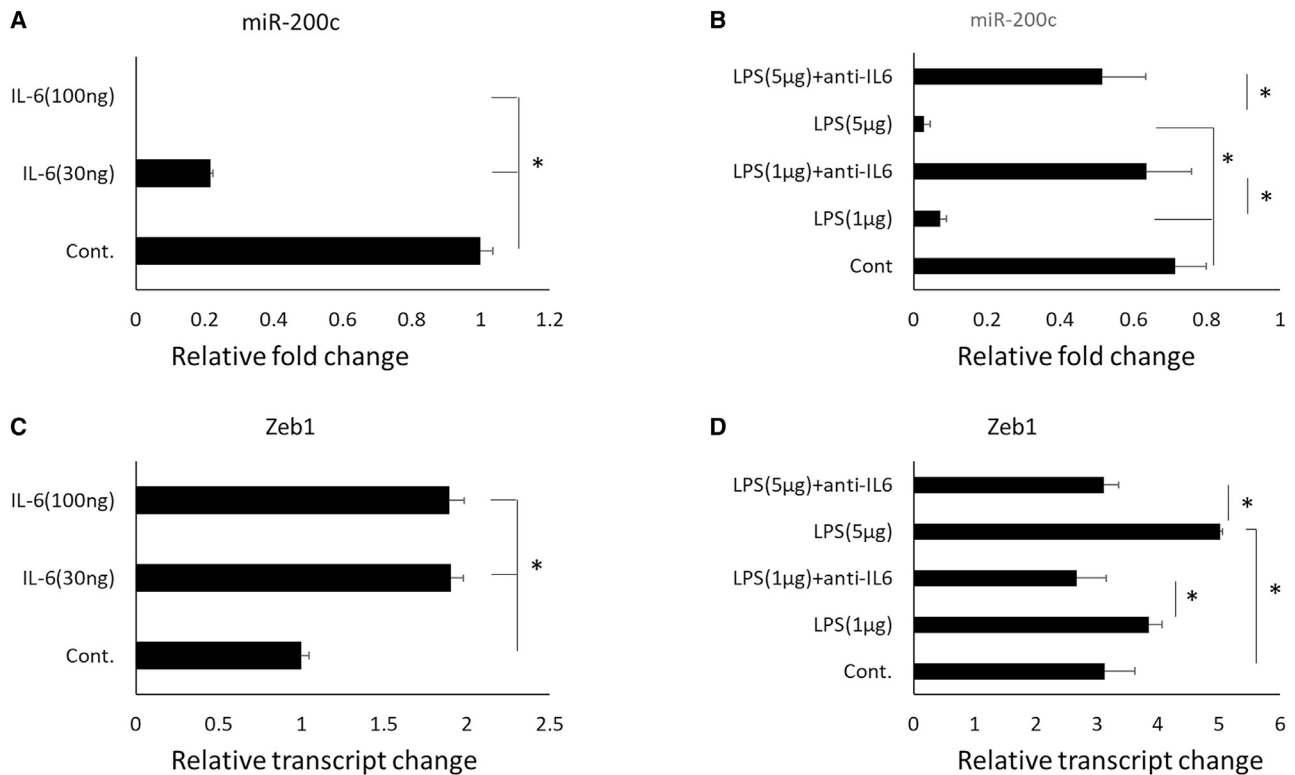 A
miR-200c
IL-6(100ng)
IL-6(30ng)
*
Cont.
0 0.2 0.4 0.6 0.8 1 1.2
Relative fold change
B
miR-200c
LPS(5µg)+anti-IL6
*
LPS(5µg)
*
LPS(1µg)+anti-IL6
*
LPS(1µg)
Cont
0 0.2 0.4 0.6 0.8 1
Relative fold change
C
Zeb1
IL-6(100ng)
*
IL-6(30ng)
Cont.
0 0.5 1 1.5 2 2.5
Relative transcript change
D
Zeb1
LPS(5µg)+anti-IL6
*
LPS(5µg)
LPS(1µg)+anti-IL6
*
*
LPS(1µg)
Cont.
0 1 2 3 4 5 6
Relative transcript change